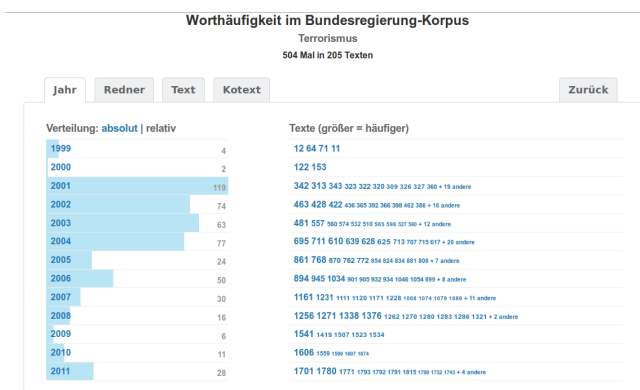 Worthäufigkeit im Bundesregierung-Korpus
Terrorismus
504 Mal in 205 Texten
Jahr Redner Text Kotext Zurück
Verteilung: absolut | relativ Texte (größer = häufiger)
1999 4 12 64 71 11
2000 2 122 153
2001 119 342 313 343 323 322 320 309 326 327 360 + 19 andere
2002 74 463 428 422 436 365 392 366 398 462 386 + 16 andere
2003 63 481 557 560 574 532 510 565 596 527 580 + 12 andere
2004 77 695 711 610 639 628 625 713 707 715 617 + 20 andere
2005 24 861 768 870 762 772 854 824 834 881 808 + 7 andere
2006 50 894 945 1034 901 905 932 934 1046 1054 899 + 8 andere
2007 30 1161 1231 1111 1120 1171 1228 1068 1074 1079 1089 + 11 andere
2008 16 1256 1271 1338 1376 1262 1270 1280 1283 1286 1321 + 2 andere
2009 6 1541 1419 1507 1523 1534
2010 11 1606 1559 1590 1607 1674
2011 28 1701 1780 1771 1793 1792 1791 1815 1700 1732 1743 + 4 andere